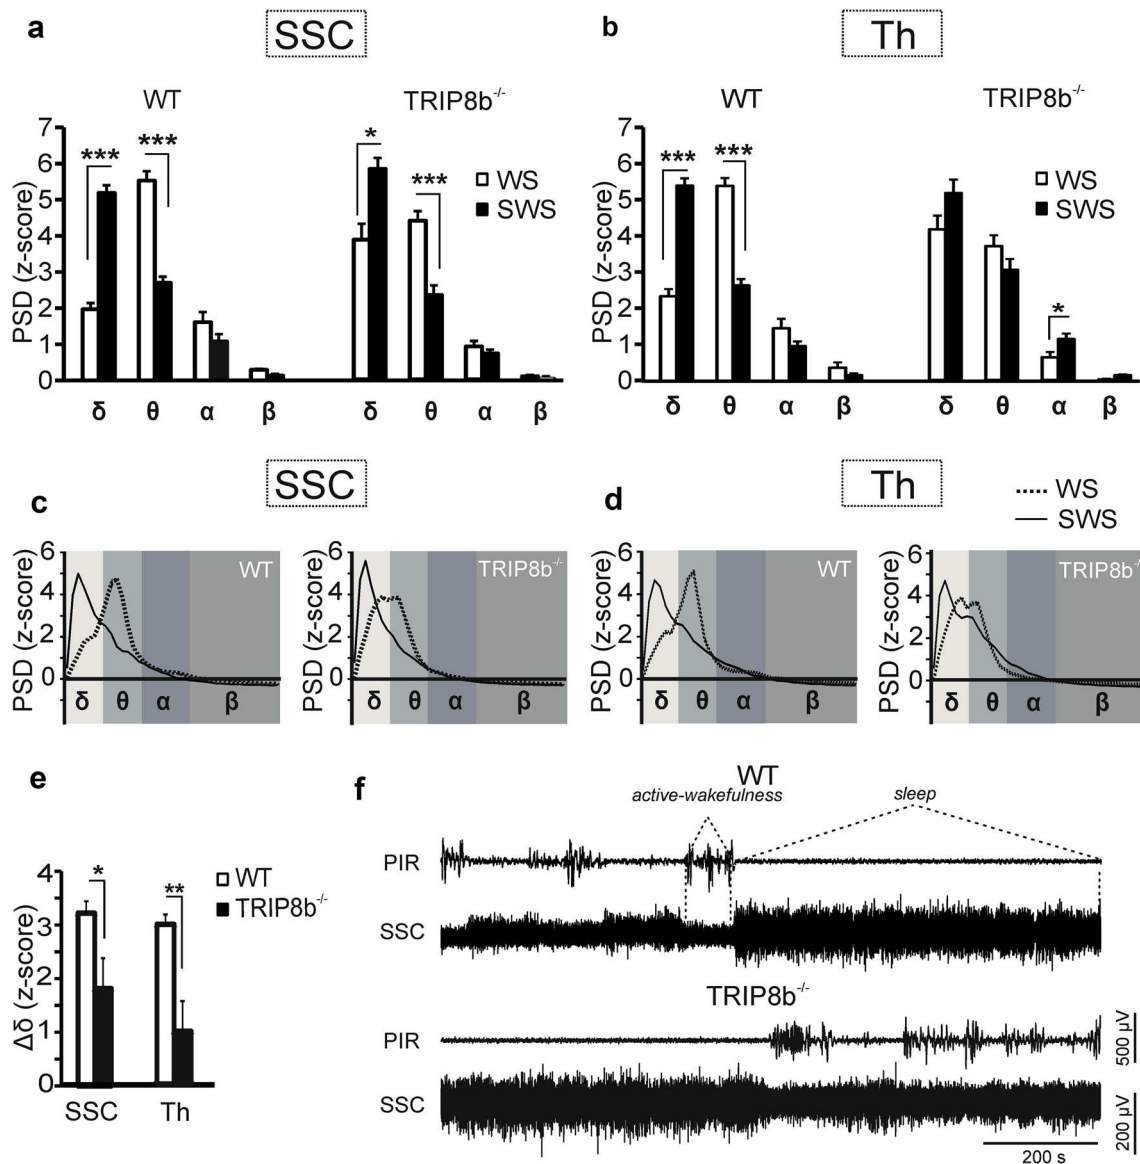 a
SSC
WT
TRIP8b-/-
PSD (z-score)
7
6
5
4
3
2
1
0
***
***
*
***
WS
SWS
δ θ α β
δ θ α β
b
Th
WT
TRIP8b-/-
PSD (z-score)
7
6
5
4
3
2
1
0
***
***
*
WS
SWS
δ θ α β
δ θ α β
c
SSC
PSD (z-score)
6
4
2
0
WT
δ θ α β
PSD (z-score)
6
4
2
0
TRIP8b-/-
δ θ α β
d
Th
WS
SWS
PSD (z-score)
6
4
2
0
WT
δ θ α β
PSD (z-score)
6
4
2
0
TRIP8b-/
δ θ α β
e
Δδ (z-score)
4
3
2
1
0
*
**
WT
TRIP8b-/-
SSC Th
f
WT
active-wakefulness
sleep
PIR
SSC
TRIP8b-/-
PIR
500 μV
SSC
200 μV
200 s